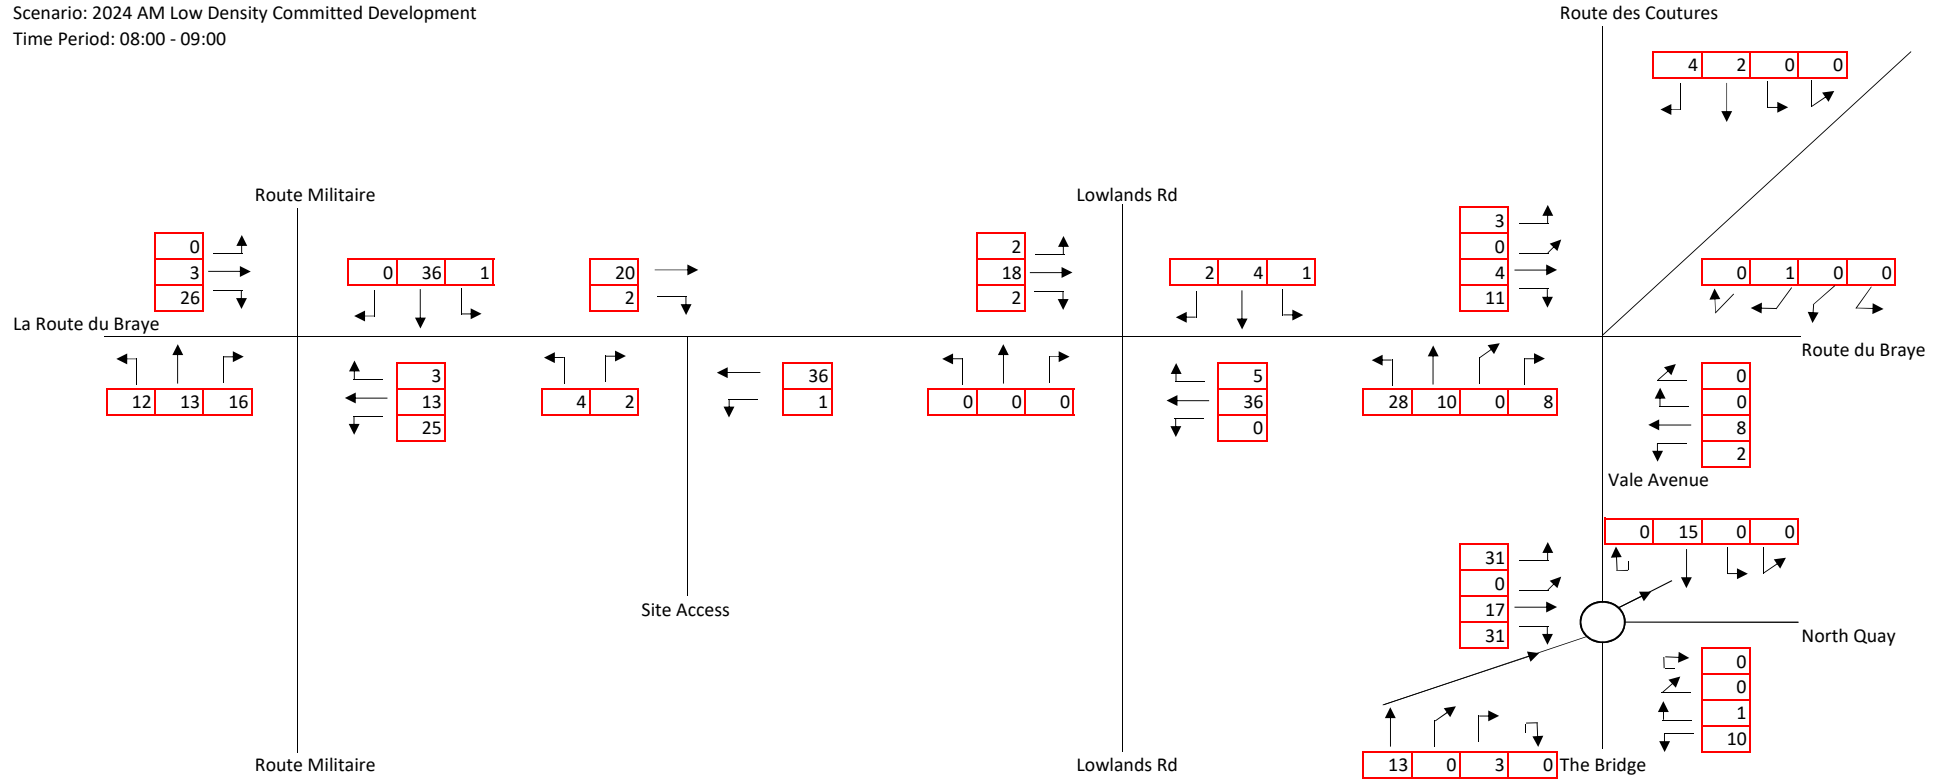 Scenario: 2024 AM Low Density Committed Development
Time Period: 08:00 - 09:00
Route des Coutures
4 2 0 0
Route Militaire
Lowlands Rd
0
3
26
0 36 1
20
2
2
18
2
2 4 1
3
0
4
11
0 1 0 0
La Route du Braye
Route du Braye
12 13 16
3
13
25
4 2
36
1
0 0 0
5
36
0
28 10 0 8
0
0
8
2
Vale Avenue
0 15 0 0
31
0
17
31
Site Access
North Quay
0
0
1
10
Route Militaire
Lowlands Rd
13 0 3 0
The Bridge